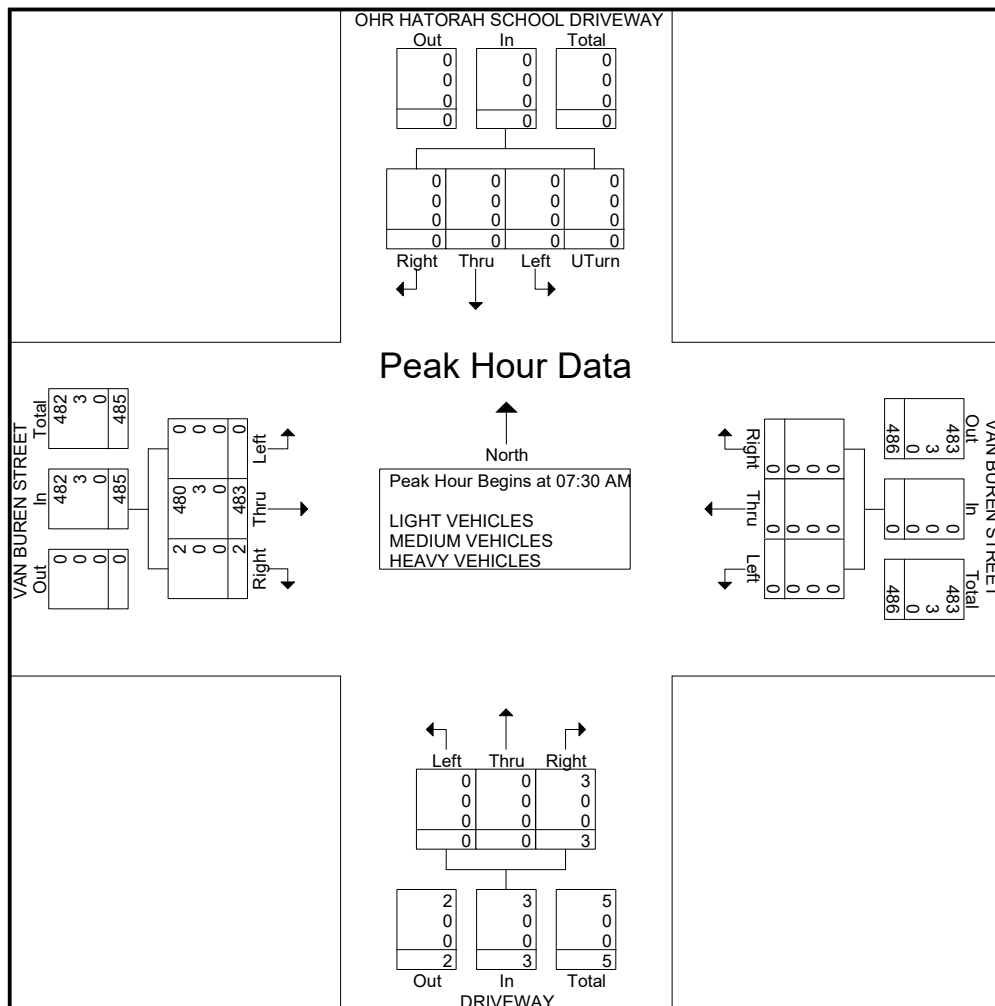 OHR HATORAH SCHOOL DRIVEWAY
Out In Total
0 0 0
0 0 0
0 0 0
0 0 0
0 0 0 0
0 0 0 0
0 0 0 0
0 0 0 0
Right Thru Left UTurn
Peak Hour Data
North
Peak Hour Begins at 07:30 AM
LIGHT VEHICLES
MEDIUM VEHICLES
HEAVY VEHICLES
VAN BUREN STREET
Out In Total
0 482 482
0 3 3
0 0 0
0 485 485
Right Thru Left
2 480 0
0 3 0
0 0 0
2 483 0
VAN BUREN STREET
Out In Total
483 0 483
3 0 3
0 0 0
486 0 486
Right Thru Left
0 0 0
0 0 0
0 0 0
0 0 0
Left Thru Right
0 0 3
0 0 0
0 0 0
0 0 3
2 3 5
0 0 0
0 0 0
2 3 5
Out In Total
DRIVEWAY